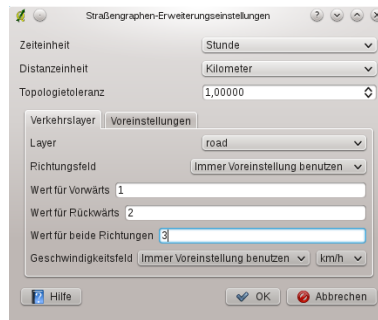 Straßengraphen-Erweiterungseinstellungen
Zeiteinheit Stunde
Distanzeinheit Kilometer
Topologietoleranz 1,00000
Verkehrslayer Voreinstellungen
Layer road
Richtungsfeld Immer Voreinstellung benutzen
Wert für Vorwärts 1
Wert für Rückwärts 2
Wert für beide Richtungen 3
Geschwindigkeitsfeld Immer Voreinstellung benutzen km/h
Hilfe OK Abbrechen